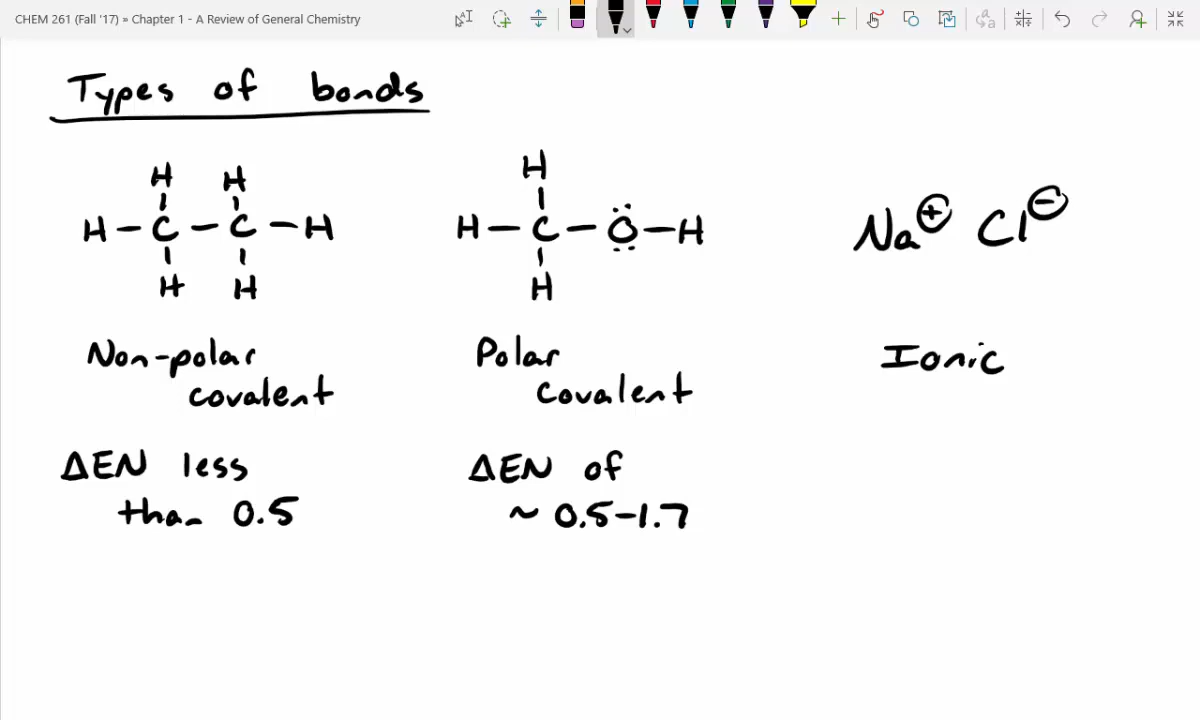 CHEM 261 (Fall '17) » Chapter 1 - A Review of General Chemistry
Types of bonds
H H
H-C-C-H
H H
Non-polar
covalent
ΔEN less
than 0.5
H
H-C-Ö-H
H
Polar
covalent
ΔEN of
~ 0.5-1.7
Na⊕ Cl⊖
Ionic